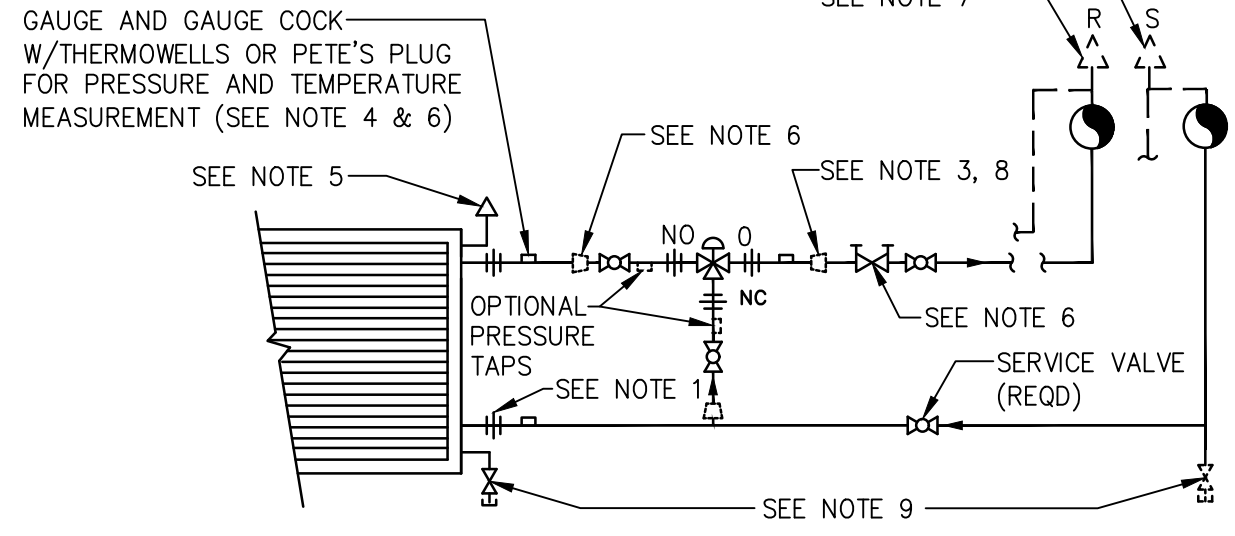 SEE NOTE 7
GAUGE AND GAUGE COCK
W/THERMOWELLS OR PETE'S PLUG
FOR PRESSURE AND TEMPERATURE
MEASUREMENT (SEE NOTE 4 & 6)
R S
SEE NOTE 6
SEE NOTE 5
SEE NOTE 3, 8
NO O
NC
OPTIONAL
PRESSURE
TAPS
SEE NOTE 6
SEE NOTE 1
SERVICE VALVE
(REQD)
SEE NOTE 9